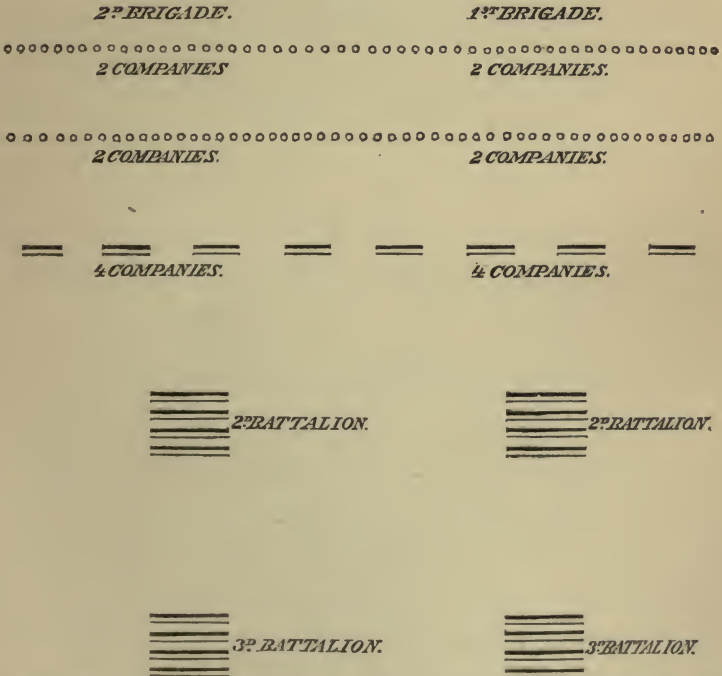 2D BRIGADE. 1ST BRIGADE.
2 COMPANIES 2 COMPANIES.
2 COMPANIES. 2 COMPANIES.
4 COMPANIES. 4 COMPANIES.
2D BATTALION. 2D BATTALION.
3D BATTALION. 3D BATTALION.